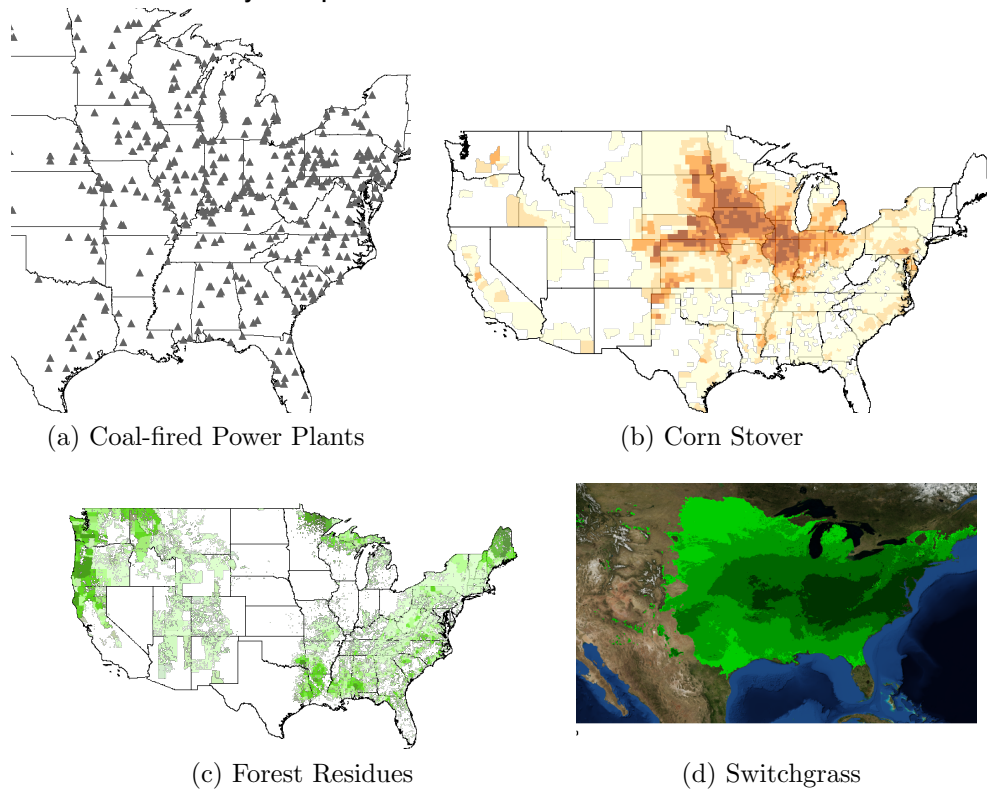 (a) Coal-fired Power Plants
(b) Corn Stover
(c) Forest Residues
(d) Switchgrass